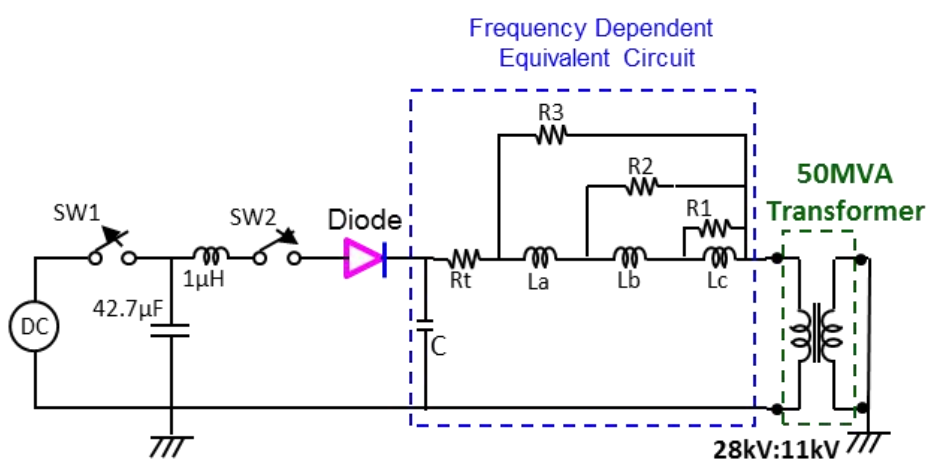 Frequency Dependent
Equivalent Circuit
R3
R2
50MVA
Transformer
R1
SW1
SW2
Diode
1μH
Rt
La
Lb
Lc
42.7μF
DC
C
28kV:11kV